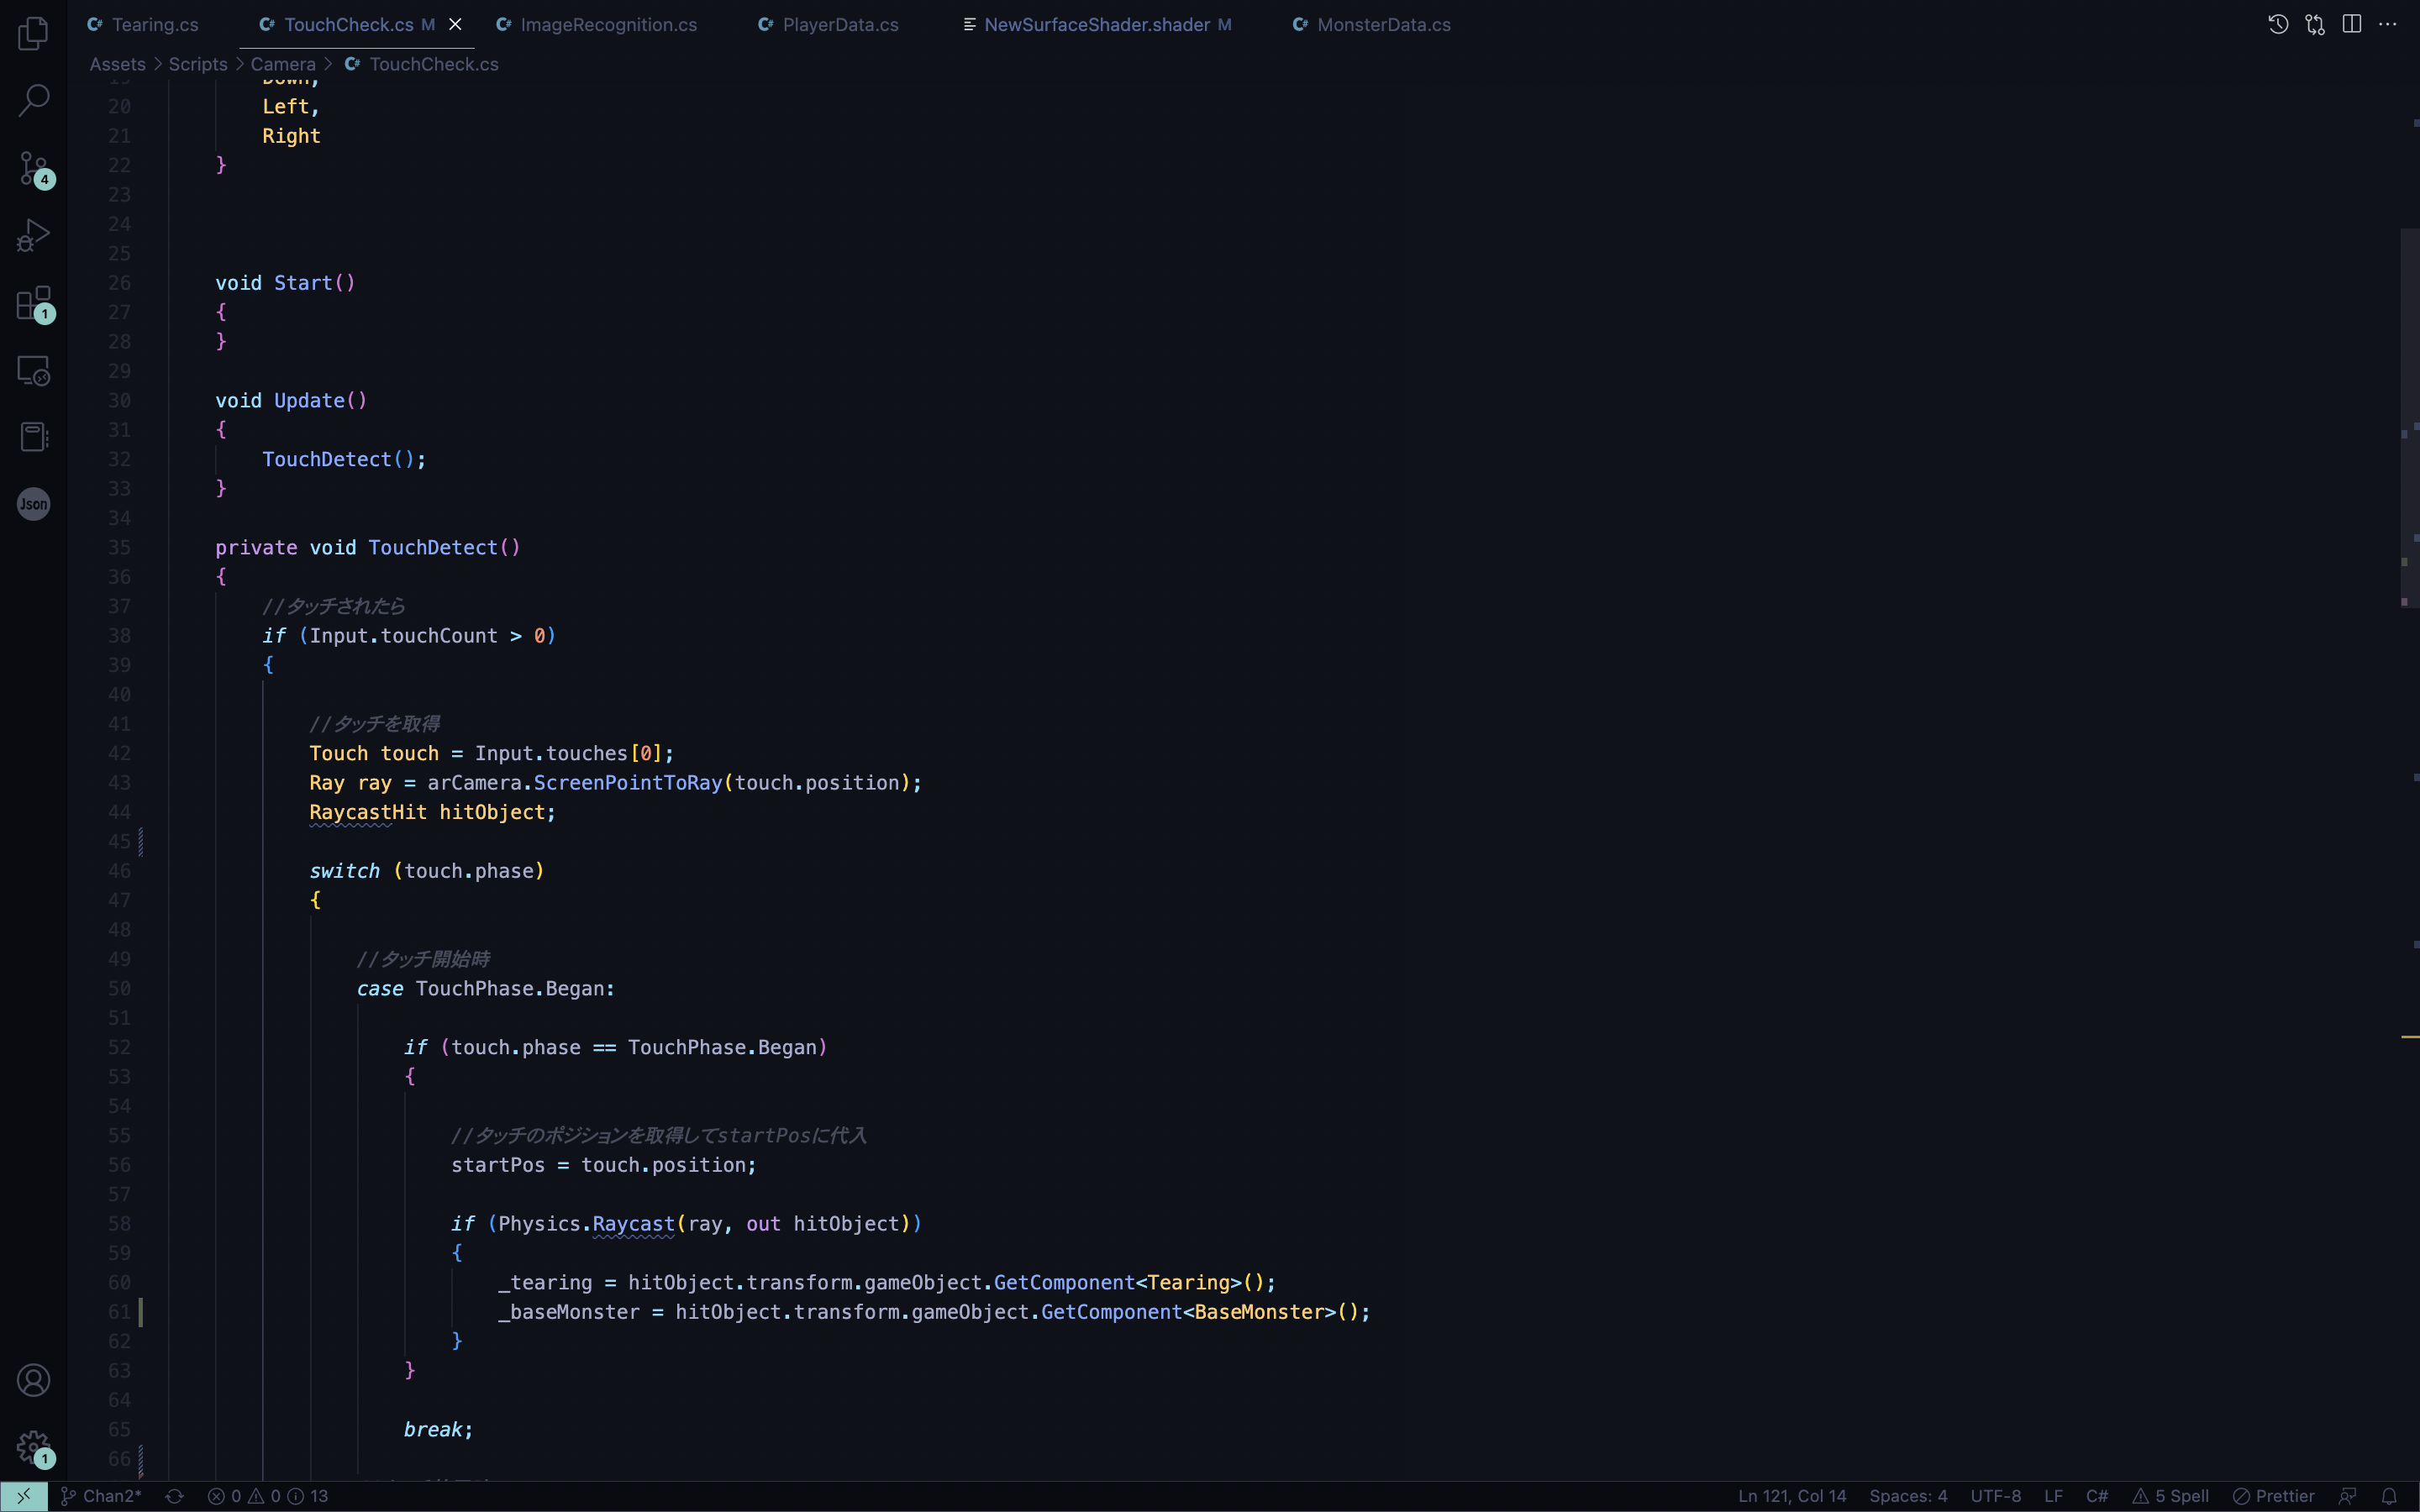 Tearing.cs
TouchCheck.cs M
ImageRecognition.cs
PlayerData.cs
NewSurfaceShader.shader M
MonsterData.cs
Assets > Scripts > Camera > TouchCheck.cs
19 Down,
20 Left,
21 Right
22 }
23
24
25
26 void Start()
27 {
28 }
29
30 void Update()
31 {
32 TouchDetect();
33 }
34
35 private void TouchDetect()
36 {
37 //タッチされたら
38 if (Input.touchCount > 0)
39 {
40
41 //タッチを取得
42 Touch touch = Input.touches[0];
43 Ray ray = arCamera.ScreenPointToRay(touch.position);
44 RaycastHit hitObject;
45
46 switch (touch.phase)
47 {
48
49 //タッチ開始時
50 case TouchPhase.Began:
51
52 if (touch.phase == TouchPhase.Began)
53 {
54
55 //タッチのポジションを取得してstartPosに代入
56 startPos = touch.position;
57
58 if (Physics.Raycast(ray, out hitObject))
59 {
60 _tearing = hitObject.transform.gameObject.GetComponent<Tearing>();
61 _baseMonster = hitObject.transform.gameObject.GetComponent<BaseMonster>();
62 }
63 }
64
65 break;
66
4
1
Json
1
Chan2* 0 0 13 Ln 121, Col 14 Spaces: 4 UTF-8 LF C# 5 Spell Prettier